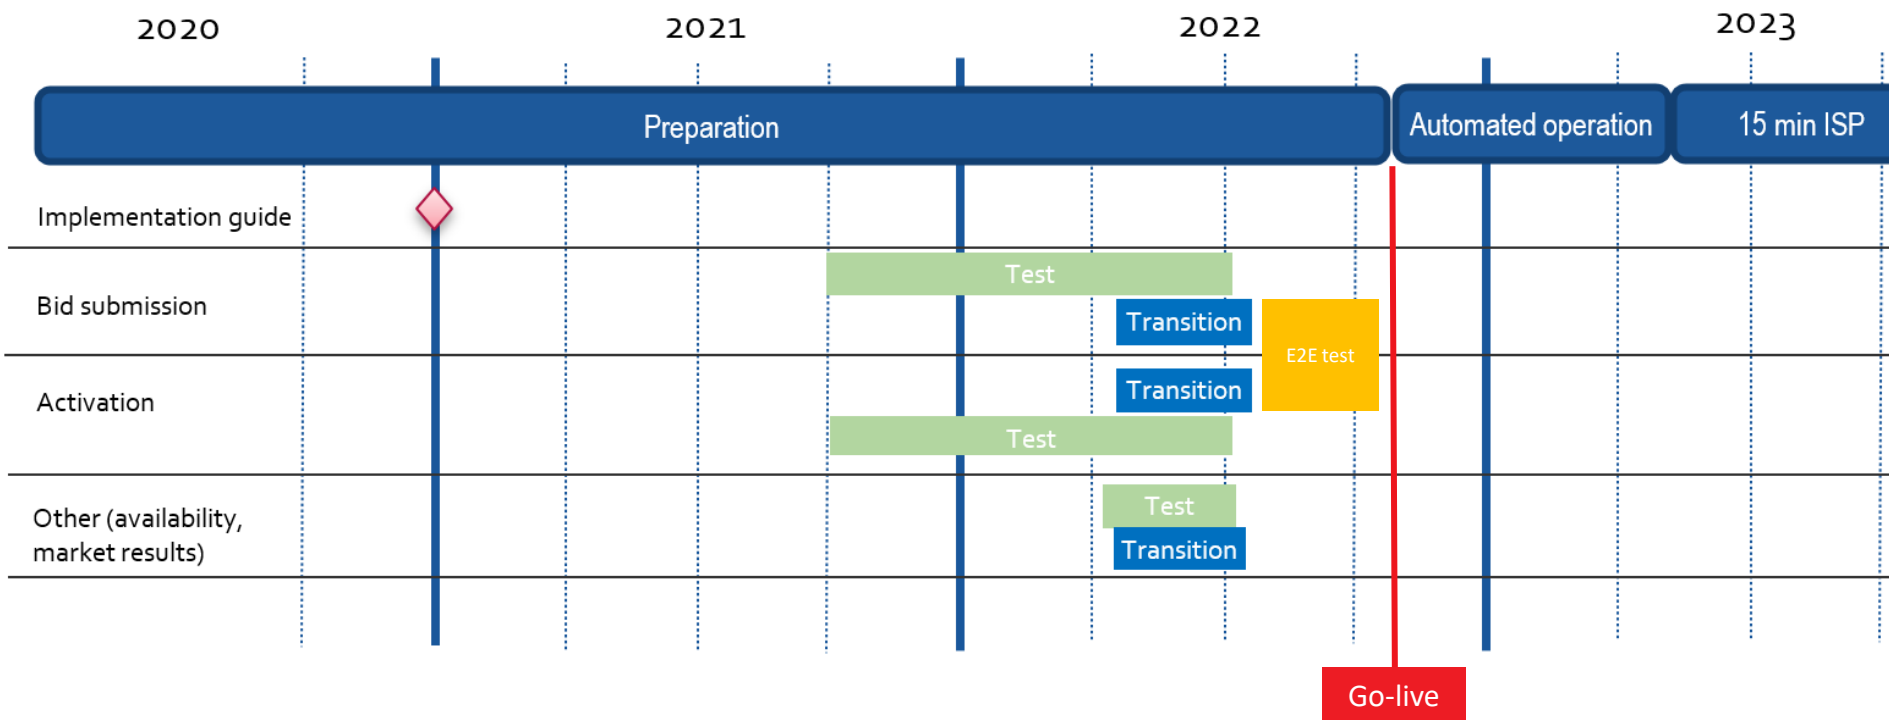 2020
2021
2022
2023
Preparation
Automated operation
15 min ISP
Implementation guide
Test
Bid submission
Transition
E2E test
Transition
Activation
Test
Test
Other (availability,
market results)
Transition
Go-live